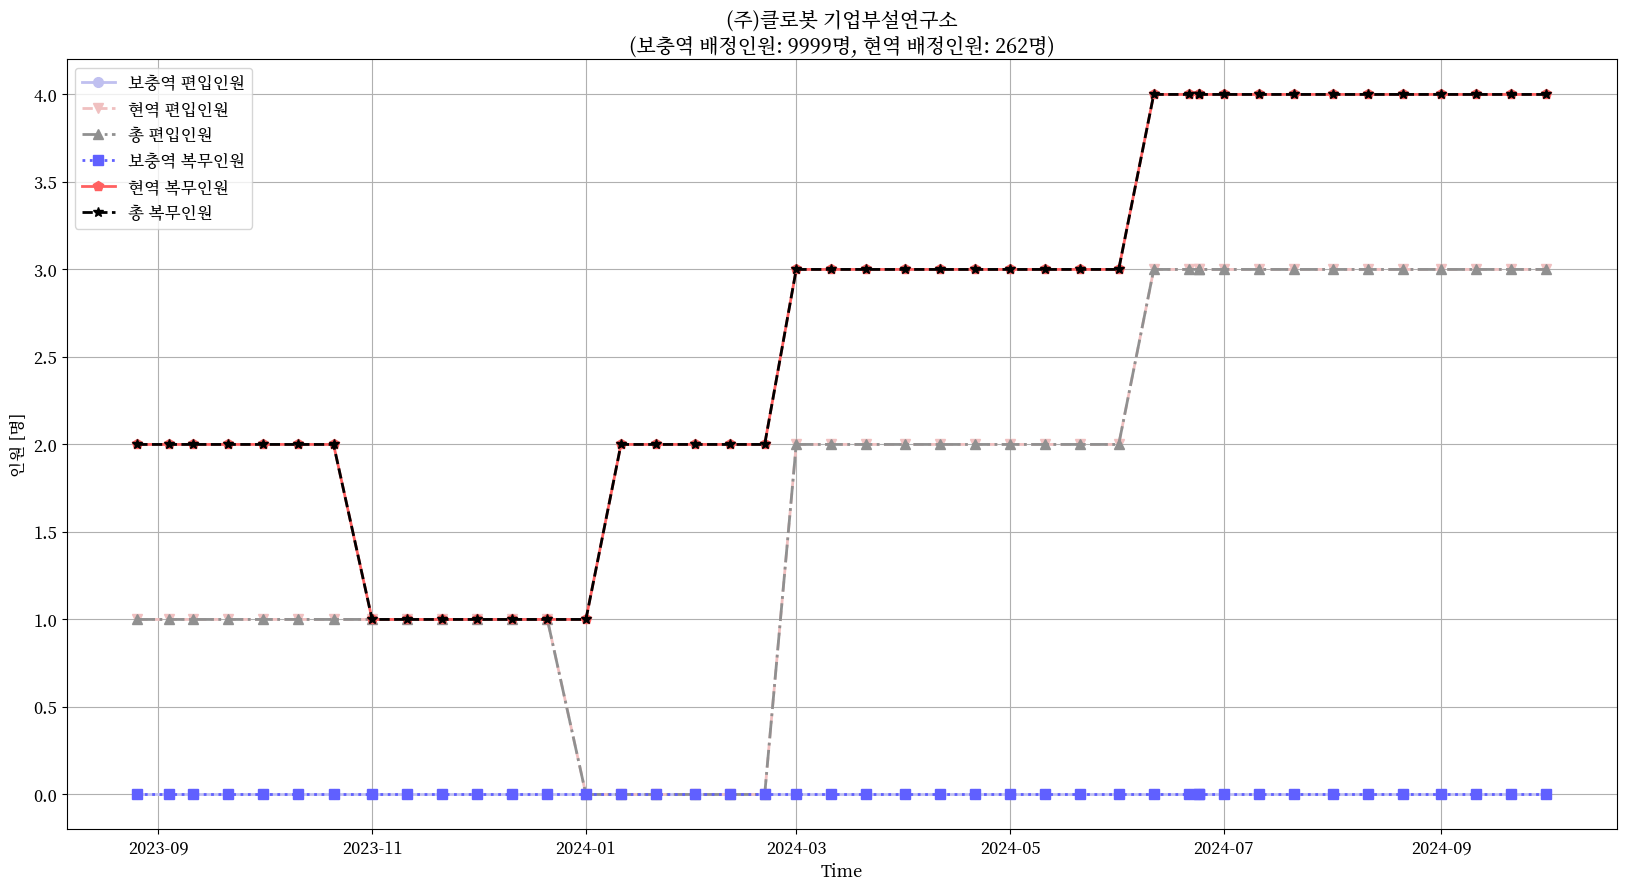 (주)클로봇 기업부설연구소
(보충역 배정인원: 9999명, 현역 배정인원: 262명)
보충역 편입인원
현역 편입인원
총 편입인원
보충역 복무인원
현역 복무인원
총 복무인원
4.0
3.5
3.0
2.5
2.0
1.5
1.0
0.5
0.0
인원 [명]
2023-09 2023-11 2024-01 2024-03 2024-05 2024-07 2024-09
Time